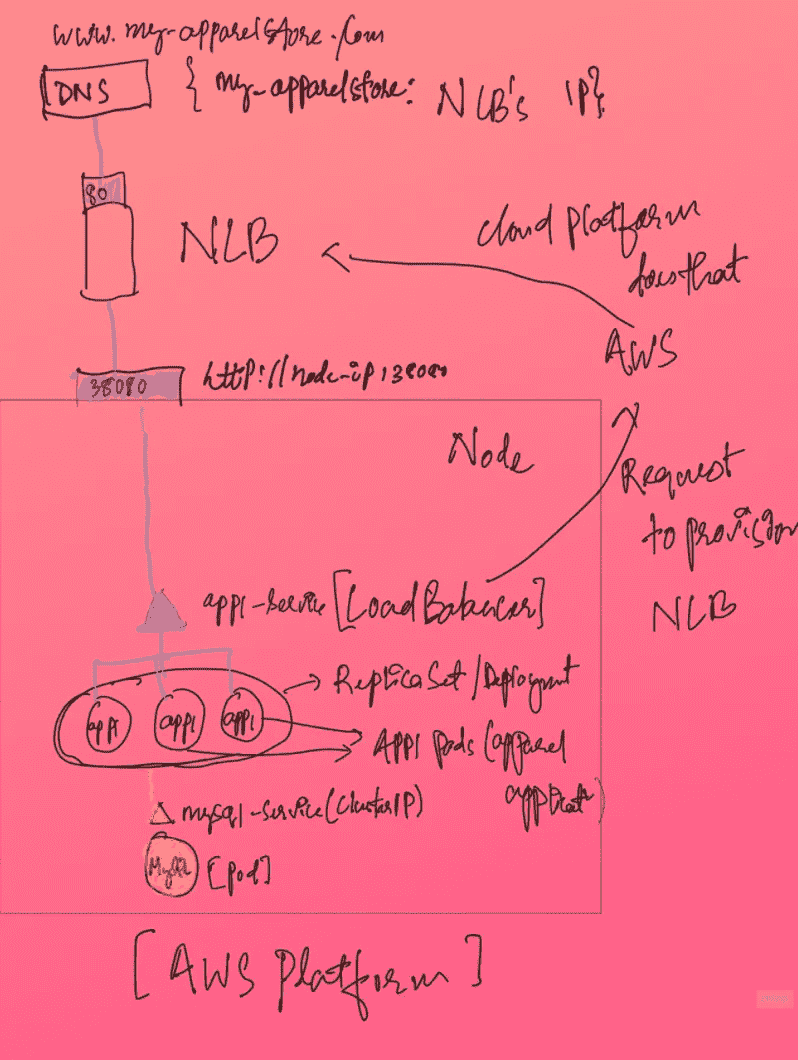 www.my-apparelstore.com
DNS { my-apparelstore: NLB's IP}
80
NLB
cloud platform
does that
AWS
38080 http://node-ip:38080
Node
Request
to provision
NLB
app1-service [LoadBalancer]
ReplicaSet/Deployment
app1 app1 app1
App1 pods (apparel
application)
mysql-service(ClusterIP)
MySQL [pod]
[AWS platform]